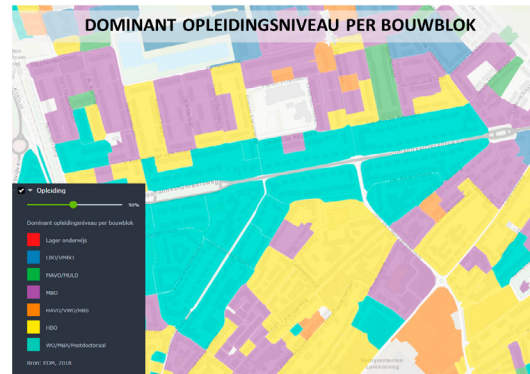 DOMINANT OPLEIDINGSNIVEAU PER BOUWBLOK
Opleiding
50%
Dominant opleidingsniveau per bouwblok
Lager onderwijs
LBO/VMBO
MAVO/MULO
MBO
HAVO/VWO/HBS
HBO
WO/MBA/Postdoctoraal
Bron: EDM, 2018